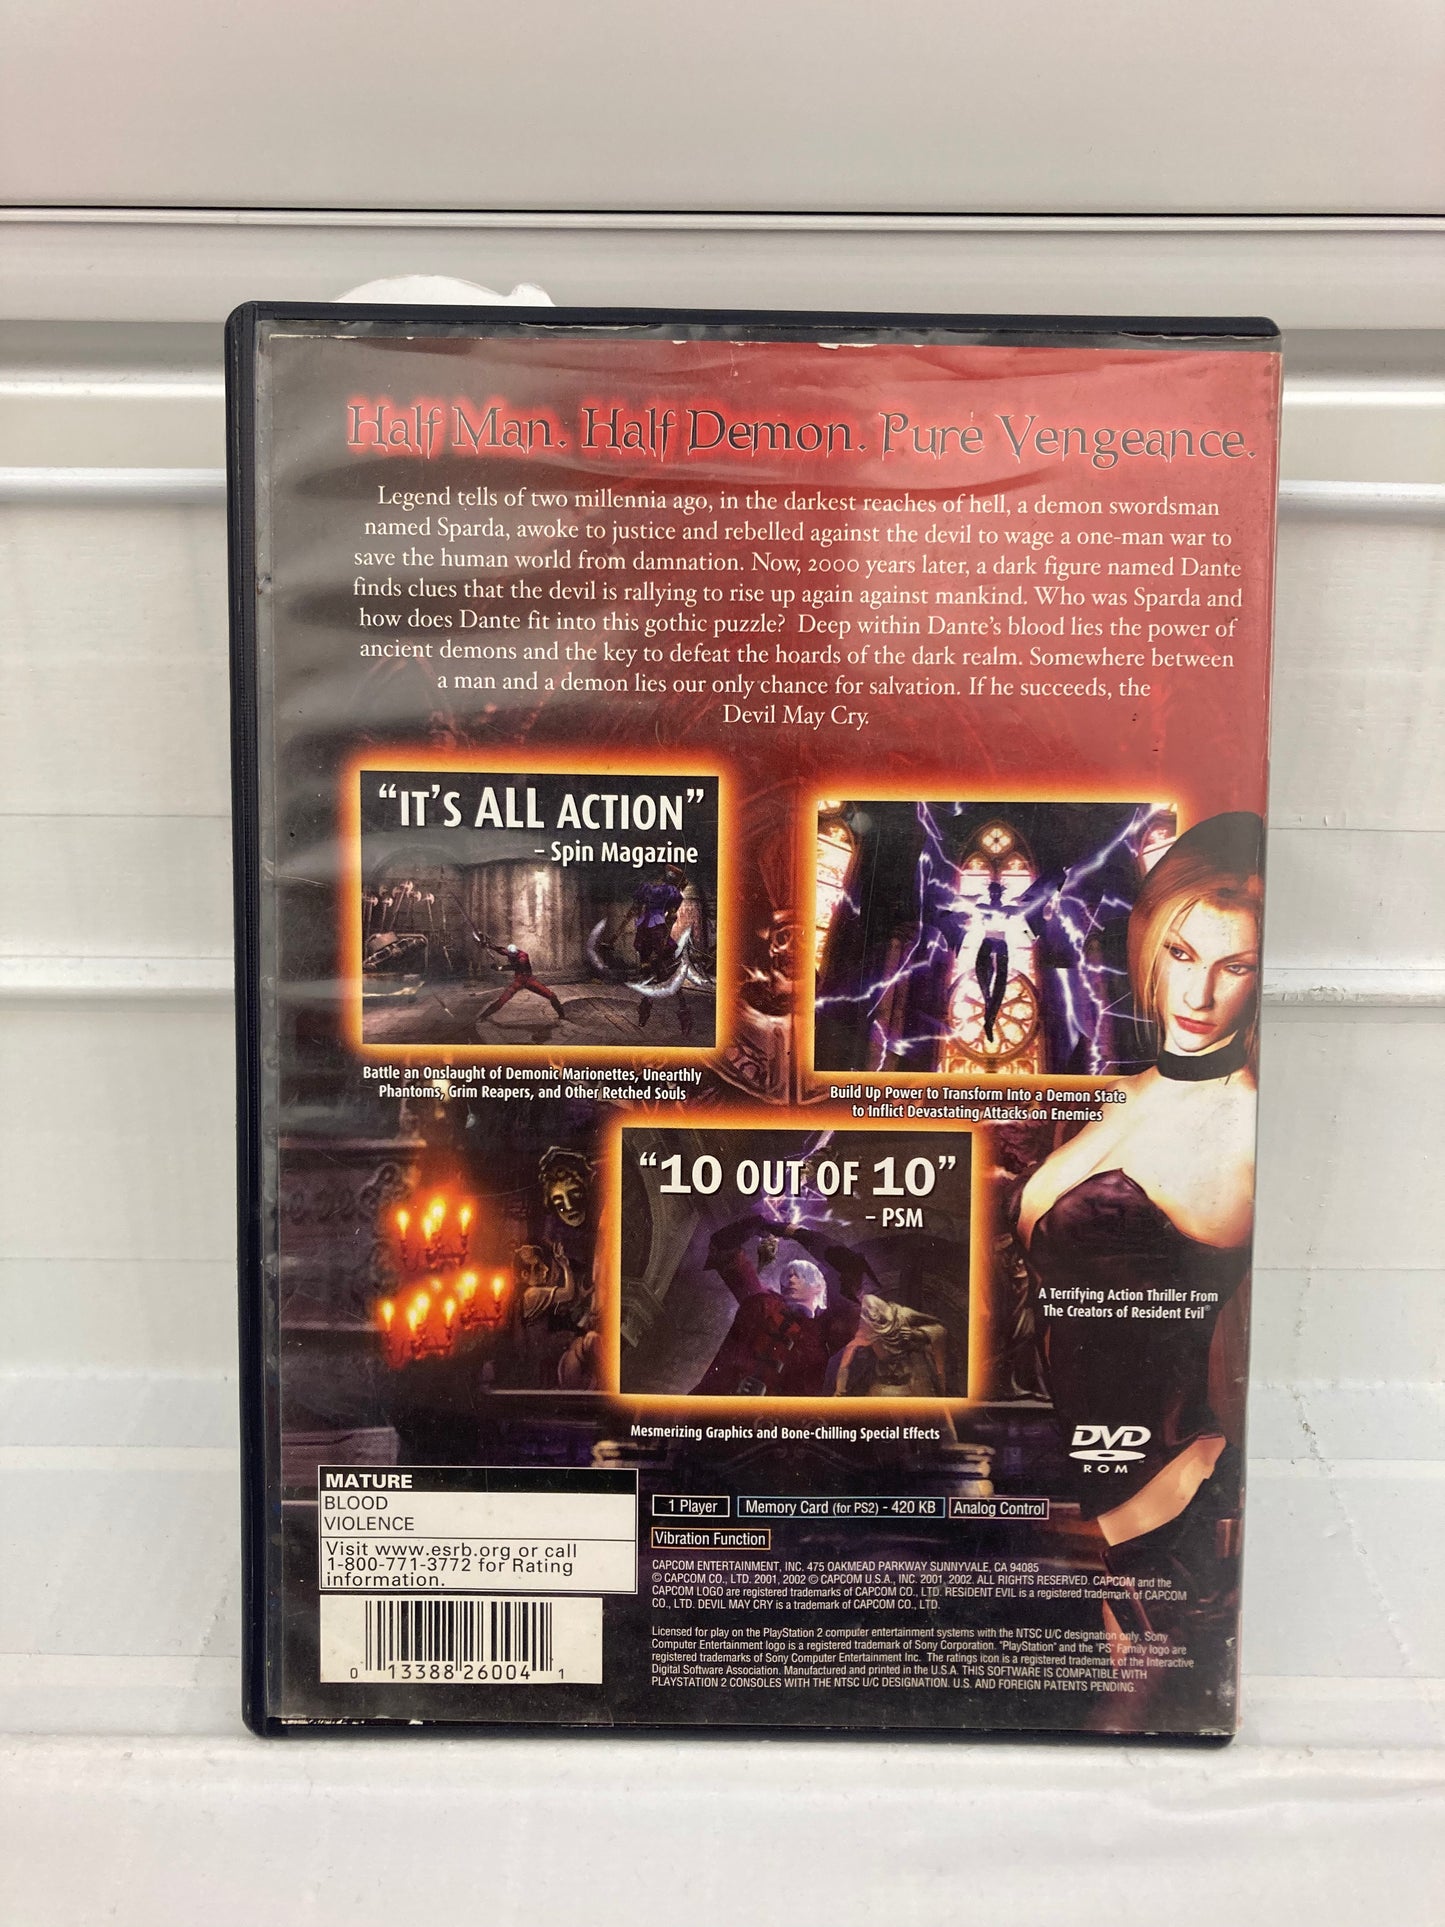 Half Man. Half Demon. Pure Vengeance.
Legend tells of two millennia ago, in the darkest reaches of hell, a demon swordsman
named Sparda, awoke to justice and rebelled against the devil to wage a one-man war to
save the human world from damnation. Now, 2000 years later, a dark figure named Dante
finds clues that the devil is rallying to rise up again against mankind. Who was Sparda and
how does Dante fit into this gothic puzzle? Deep within Dante's blood lies the power of
ancient demons and the key to defeat the hoards of the dark realm. Somewhere between
a man and a demon lies our only chance for salvation. If he succeeds, the
Devil May Cry.
"IT'S ALL ACTION"
– Spin Magazine
Battle an Onslaught of Demonic Marionettes, Unearthly
Phantoms, Grim Reapers, and Other Retched Souls
Build Up Power to Transform Into a Demon State
to Inflict Devastating Attacks on Enemies
"10 OUT OF 10"
– PSM
Mesmerizing Graphics and Bone-Chilling Special Effects
A Terrifying Action Thriller From
The Creators of Resident Evil®
DVD
ROM
MATURE
BLOOD
VIOLENCE
Visit www.esrb.org or call
1-800-771-3772 for Rating
information.
0 13388 26004 1
1 Player
Memory Card (for PS2) - 420 KB
Analog Control
Vibration Function
CAPCOM ENTERTAINMENT, INC. 475 OAKMEAD PARKWAY SUNNYVALE, CA 94085
© CAPCOM CO., LTD. 2001, 2002 © CAPCOM U.S.A., INC. 2001, 2002. ALL RIGHTS RESERVED. CAPCOM and the
CAPCOM LOGO are registered trademarks of CAPCOM CO., LTD. RESIDENT EVIL is a registered trademark of CAPCOM
CO., LTD. DEVIL MAY CRY is a trademark of CAPCOM CO., LTD.
Licensed for play on the PlayStation 2 computer entertainment systems with the NTSC U/C designation only. Sony
Computer Entertainment logo is a registered trademark of Sony Corporation. "PlayStation" and the "PS" Family logo are
registered trademarks of Sony Computer Entertainment Inc. The ratings icon is a registered trademark of the Interactive
Digital Software Association. Manufactured and printed in the U.S.A. THIS SOFTWARE IS COMPATIBLE WITH
PLAYSTATION 2 CONSOLES WITH THE NTSC U/C DESIGNATION. U.S. AND FOREIGN PATENTS PENDING.